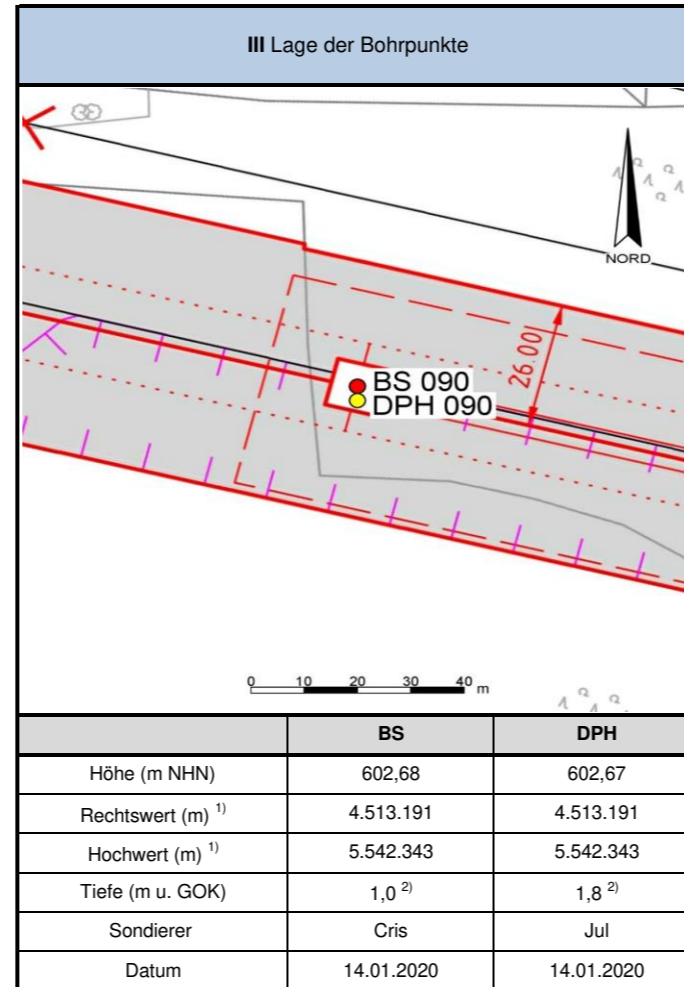 III Lage der Bohrpunkte
NORD
26.00
BS 090
DPH 090
0 10 20 30 40 m
BS DPH
Höhe (m NHN) 602,68 602,67
Rechtswert (m) 1) 4.513.191 4.513.191
Hochwert (m) 1) 5.542.343 5.542.343
Tiefe (m u. GOK) 1,0 2) 1,8 2)
Sondierer Cris Jul
Datum 14.01.2020 14.01.2020